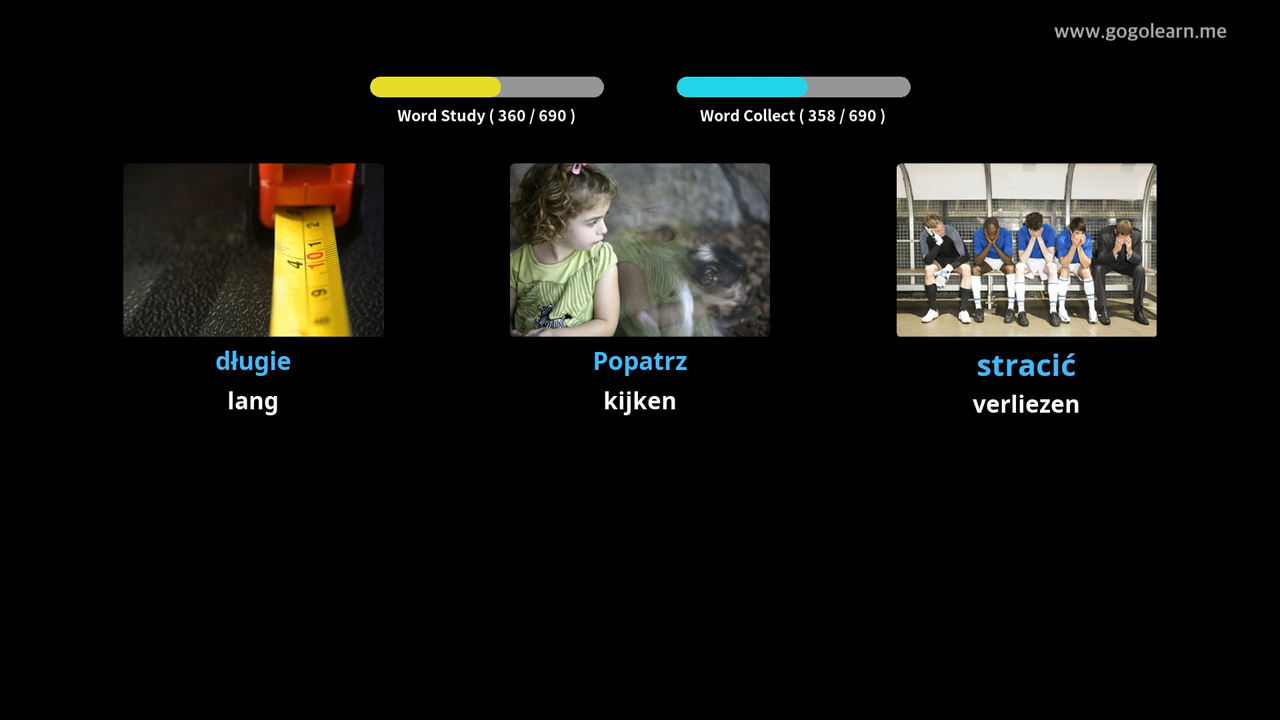 www.gogolearn.me
Word Study ( 360 / 690 )
Word Collect ( 358 / 690 )
długie
Popatrz
stracić
lang
kijken
verliezen